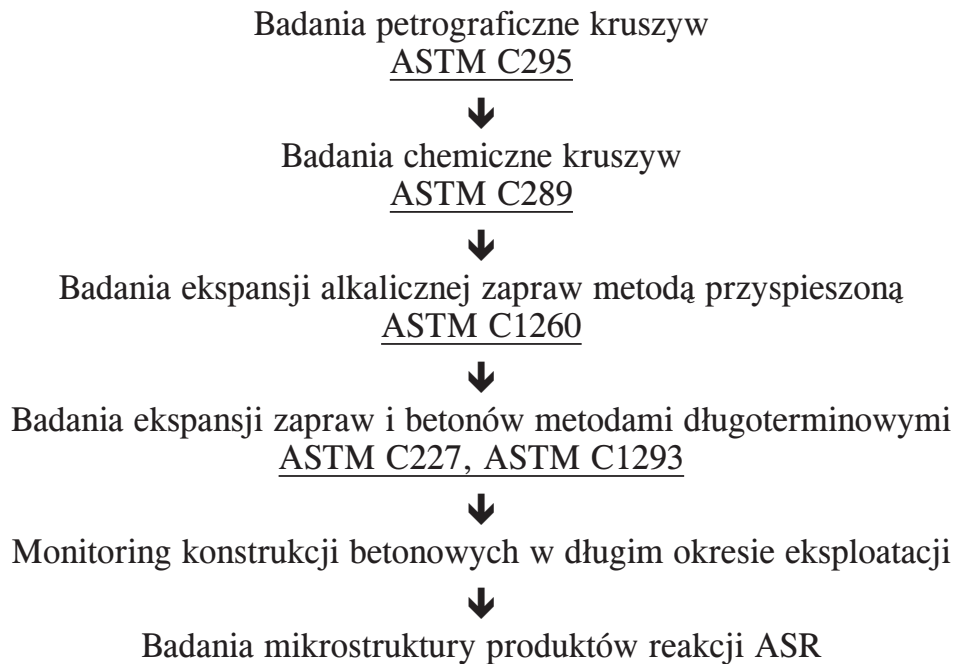 Badania petrograficzne kruszyw
ASTM C295
Badania chemiczne kruszyw
ASTM C289
Badania ekspansji alkalicznej zapraw metodą przyspieszoną
ASTM C1260
Badania ekspansji zapraw i betonów metodami długoterminowymi
ASTM C227, ASTM C1293
Monitoring konstrukcji betonowych w długim okresie eksploatacji
Badania mikrostruktury produktów reakcji ASR